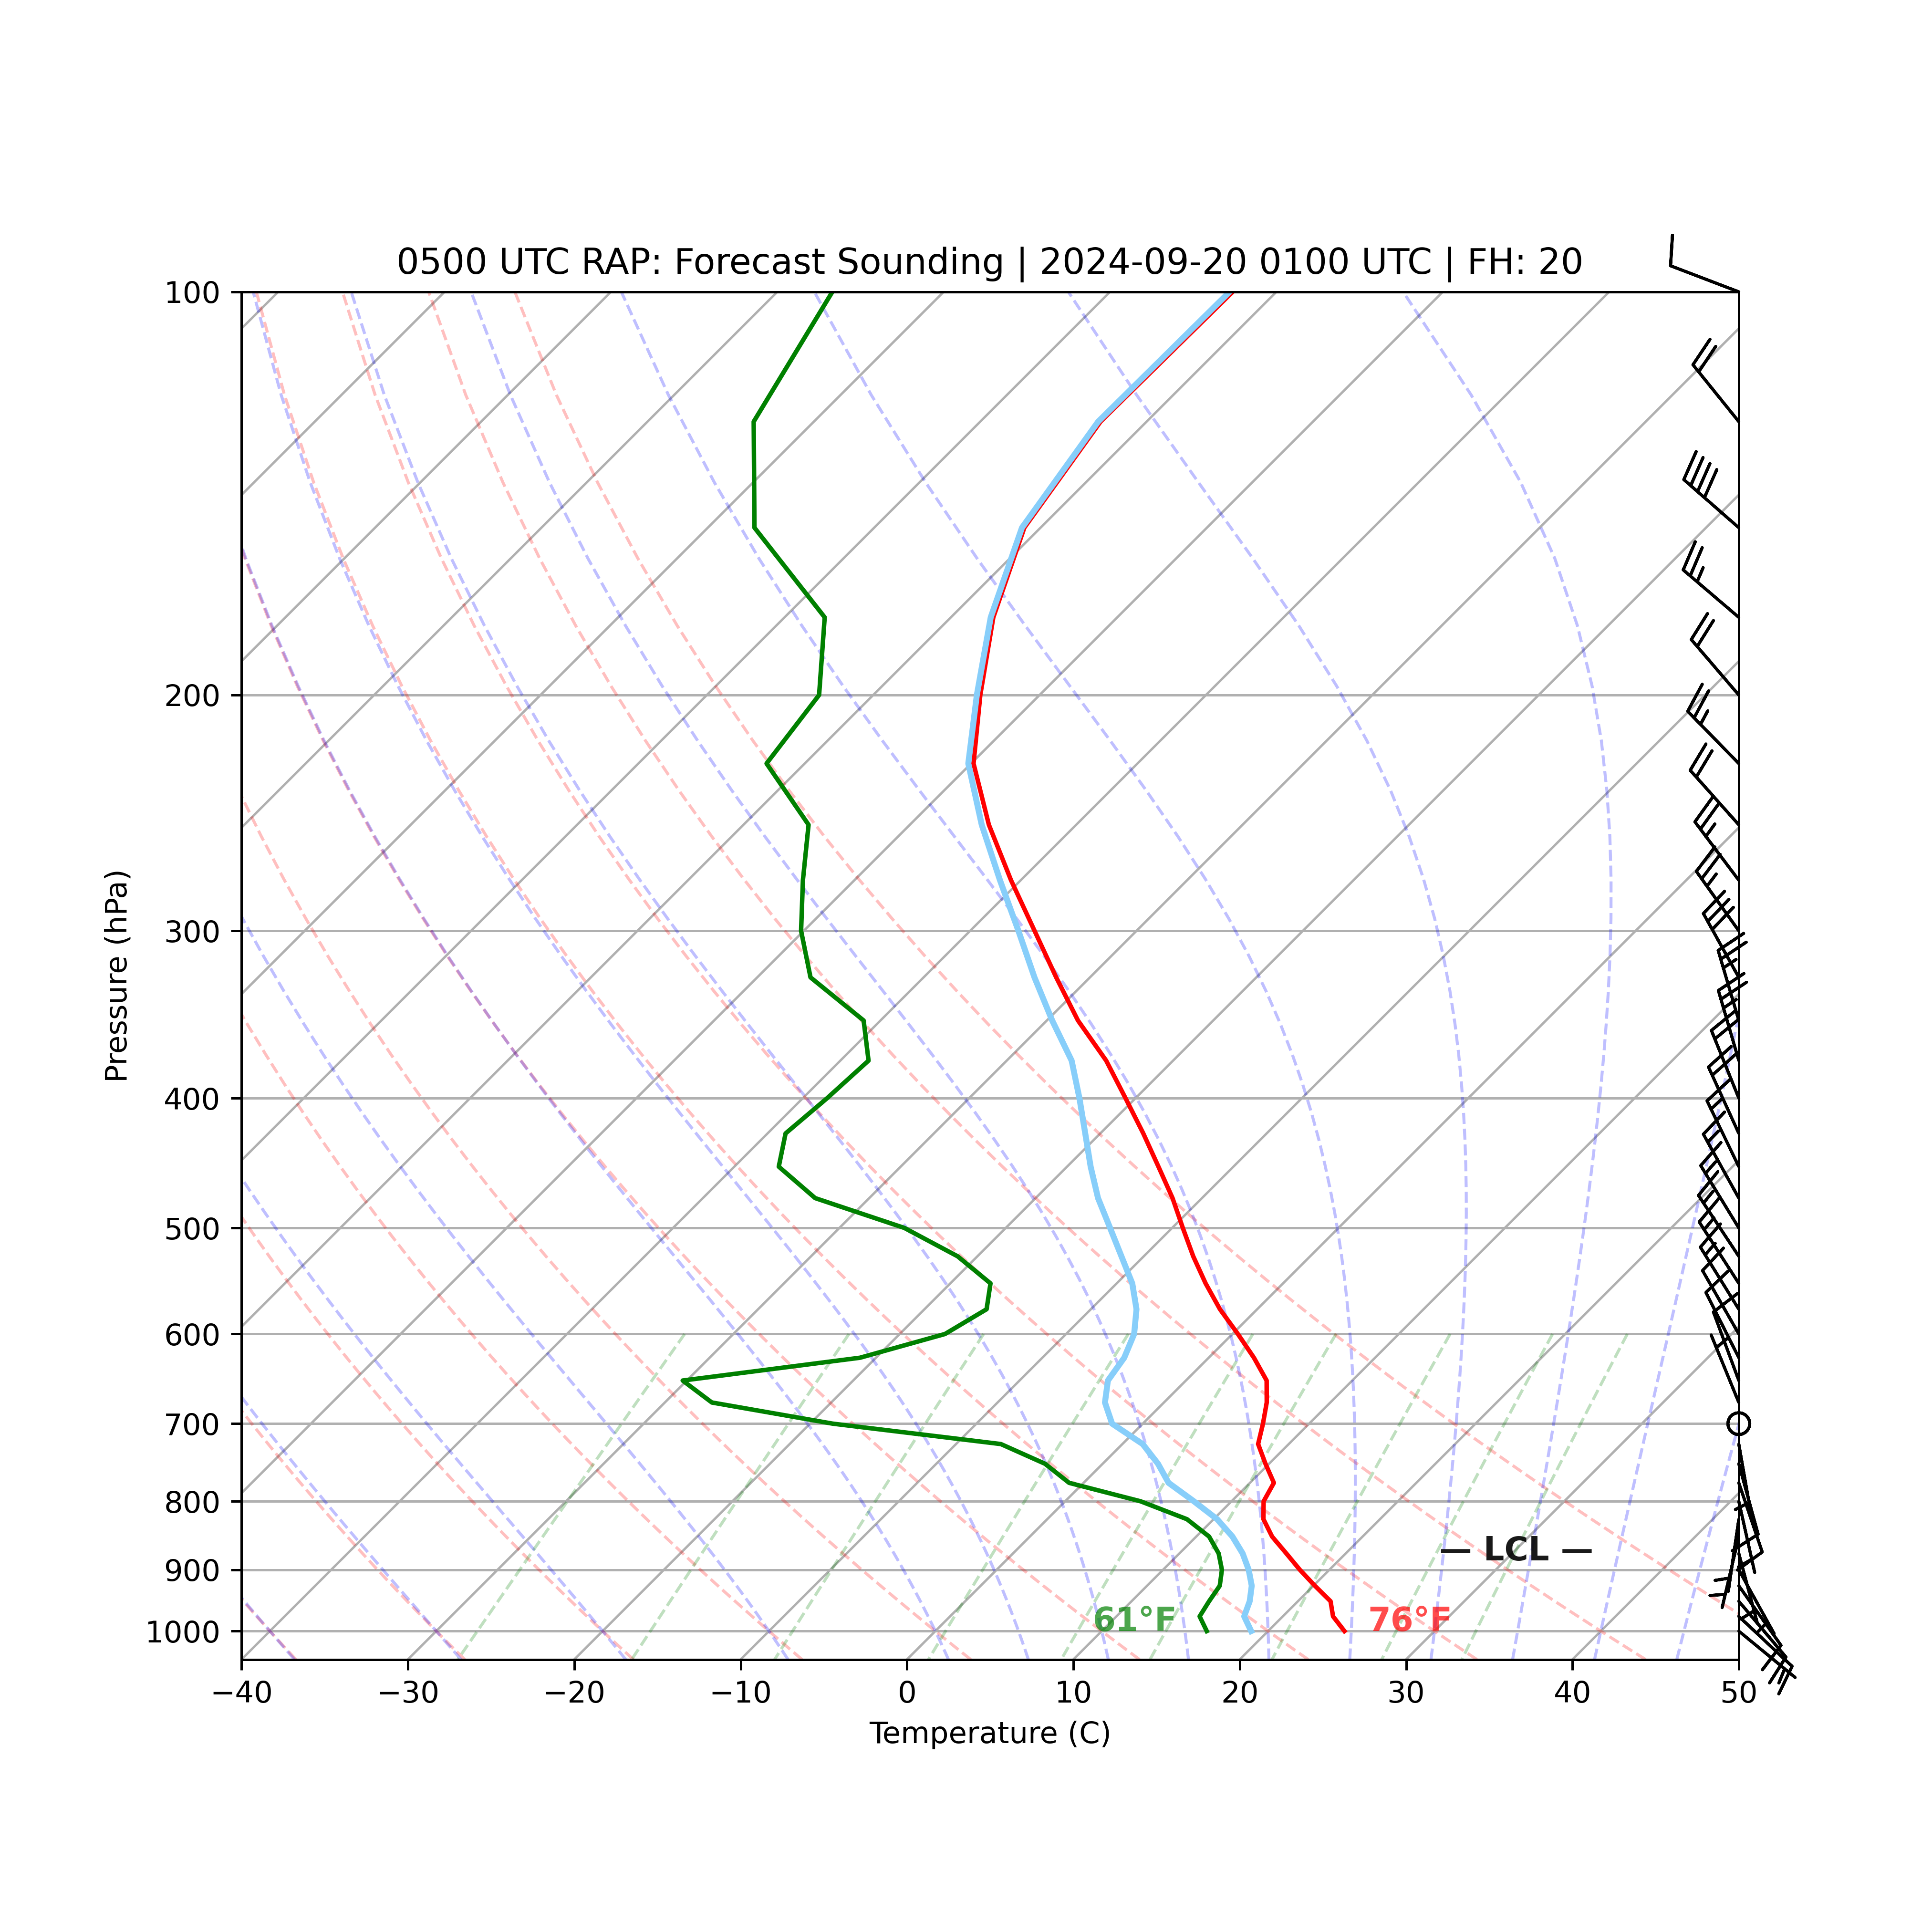 0500 UTC RAP: Forecast Sounding | 2024-09-20 0100 UTC | FH: 20
100
200
300
400
500
600
700
800
900
1000
Pressure (hPa)
— LCL —
61°F
76°F
−40 −30 −20 −10 0 10 20 30 40 50
Temperature (C)